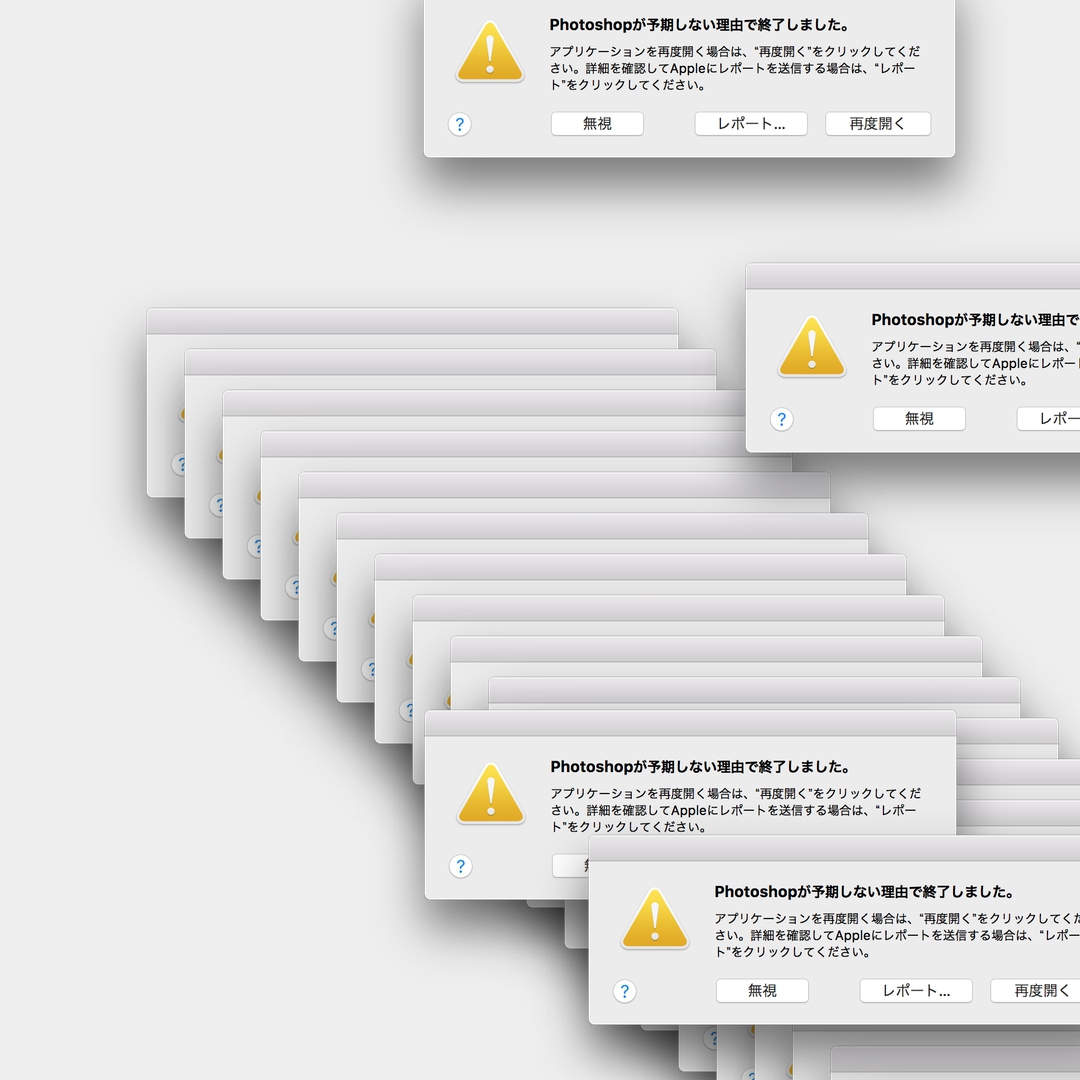 Photoshopが予期しない理由で終了しました。
アプリケーションを再度開く場合は、“再度開く”をクリックしてくだ
さい。詳細を確認してAppleにレポートを送信する場合は、“レポー
ト”をクリックしてください。
? 無視 レポート... 再度開く
Photoshopが予期しない理由で
アプリケーションを再度開く場合は、“
さい。詳細を確認してAppleにレポート
ト”をクリックしてください。
? 無視 レポー
?
?
?
?
?
?
?
Photoshopが予期しない理由で終了しました。
アプリケーションを再度開く場合は、“再度開く”をクリックしてくだ
さい。詳細を確認してAppleにレポートを送信する場合は、“レポー
ト”をクリックしてください。
?
Photoshopが予期しない理由で終了しました。
アプリケーションを再度開く場合は、“再度開く”をクリックしてくだ
さい。詳細を確認してAppleにレポートを送信する場合は、“レポー
ト”をクリックしてください。
? 無視 レポート... 再度開く
?
?